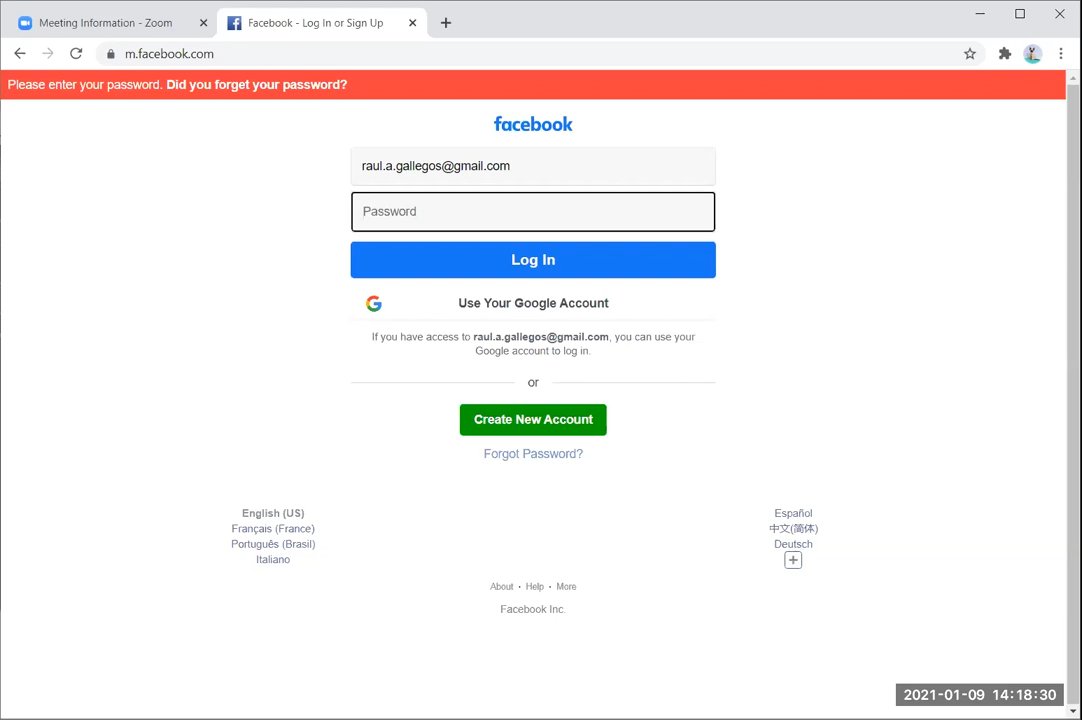 Meeting Information - Zoom
Facebook - Log In or Sign Up
m.facebook.com
Please enter your password. Did you forget your password?
facebook
raul.a.gallegos@gmail.com
Password
Log In
Use Your Google Account
If you have access to raul.a.gallegos@gmail.com, you can use your
Google account to log in.
or
Create New Account
Forgot Password?
English (US)
Français (France)
Português (Brasil)
Italiano
Español
中文(简体)
Deutsch
About · Help · More
Facebook Inc.
2021-01-09 14:18:30